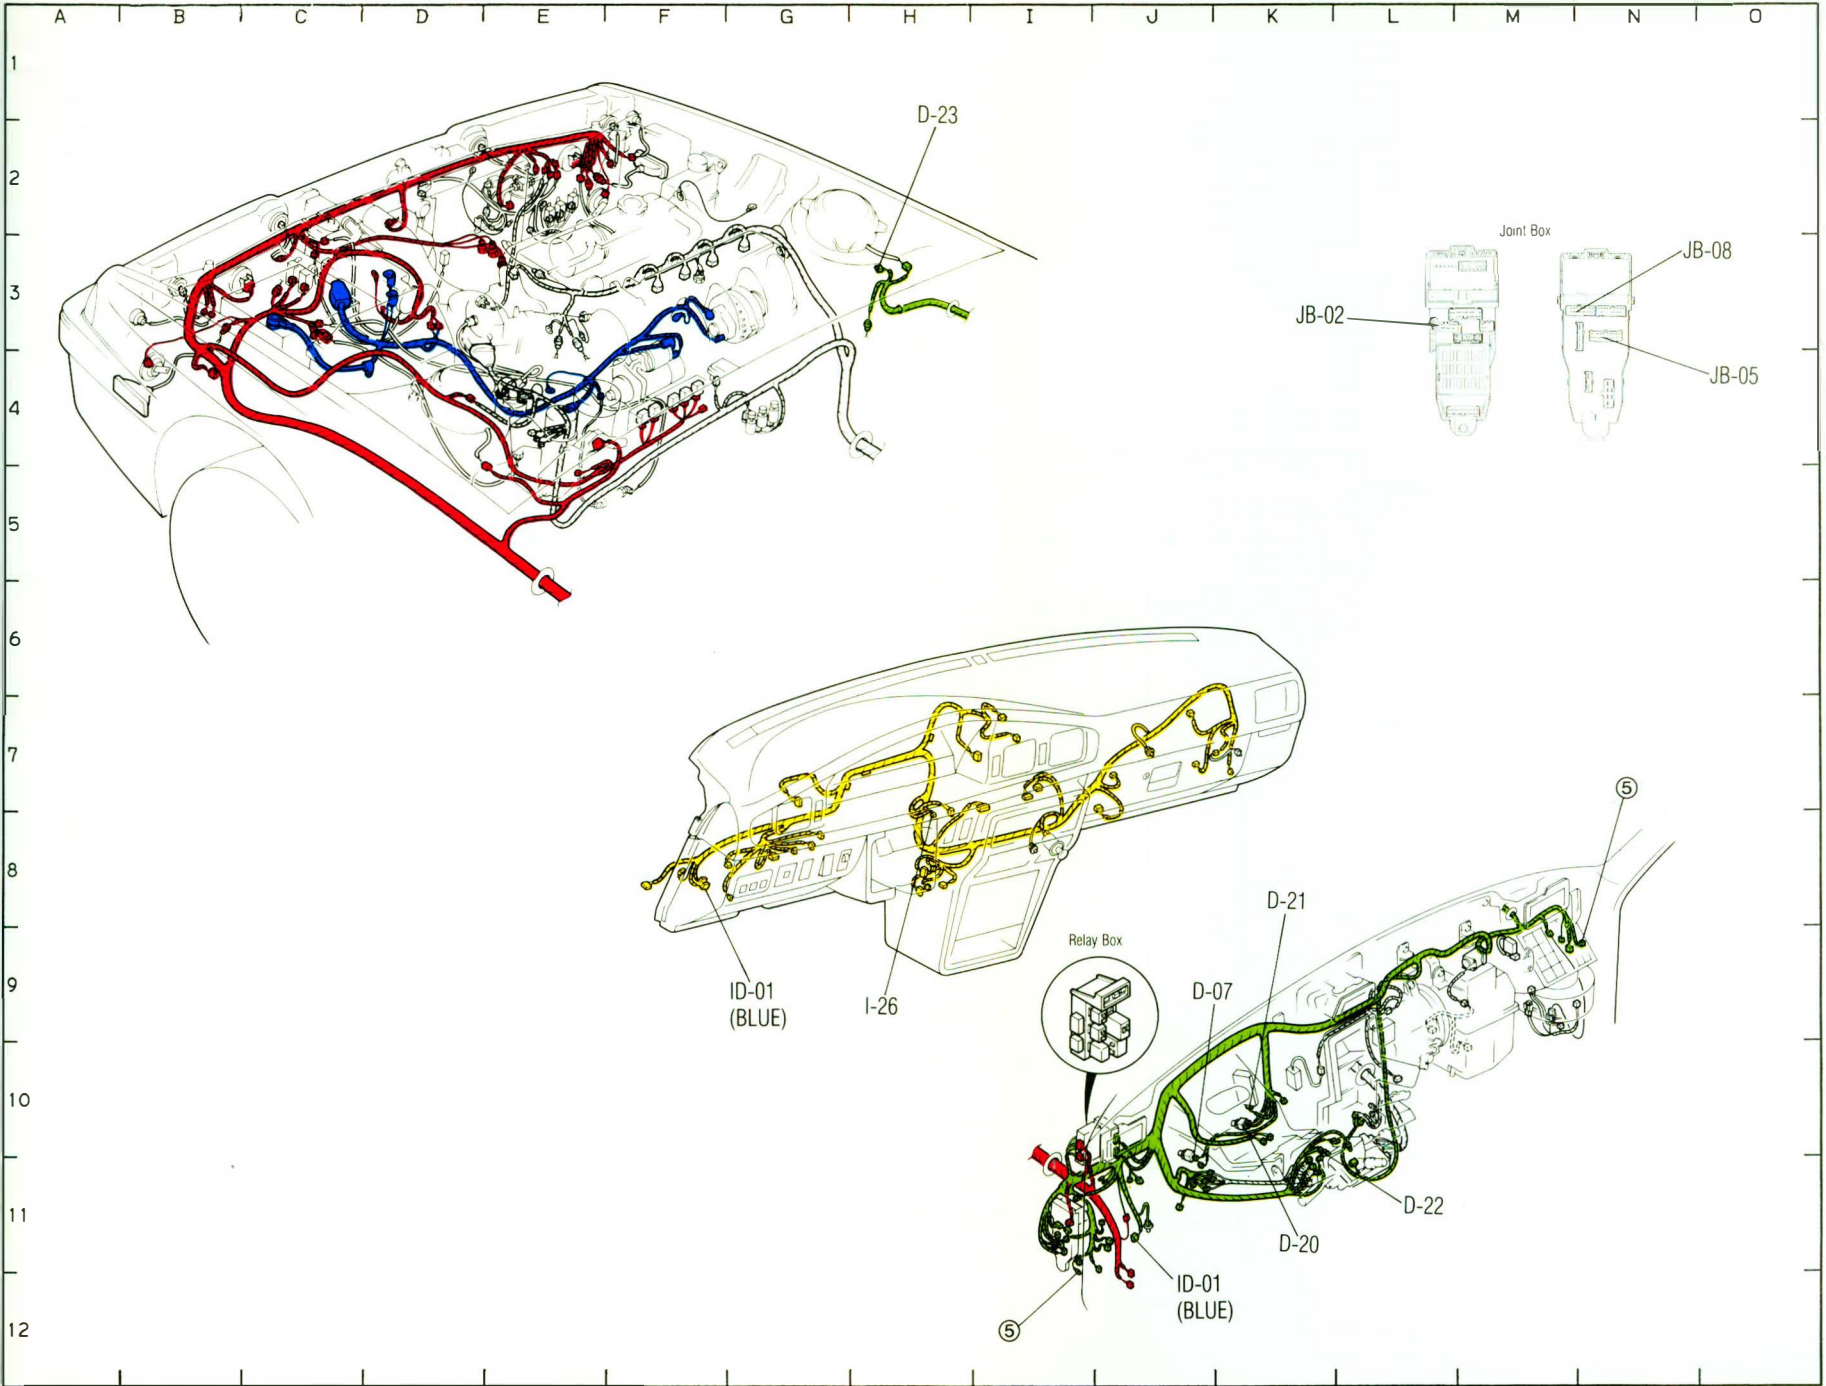 A B C D E F G H I J K L M N O
1
D-23
2
Joint Box
JB-08
3
JB-02
JB-05
4
5
6
7
5
8
D-21
Relay Box
9
ID-01
(BLUE)
I-26
D-07
10
11
D-22
D-20
ID-01
(BLUE)
12
5